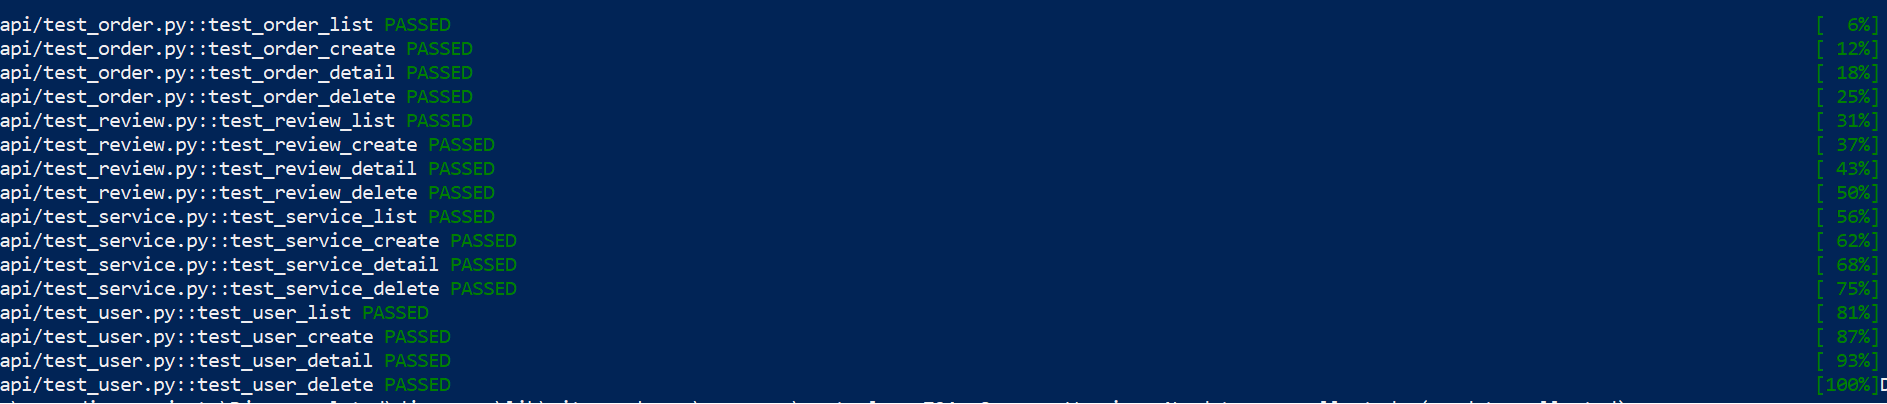 api/test_order.py::test_order_list PASSED [  6%]
api/test_order.py::test_order_create PASSED [ 12%]
api/test_order.py::test_order_detail PASSED [ 18%]
api/test_order.py::test_order_delete PASSED [ 25%]
api/test_review.py::test_review_list PASSED [ 31%]
api/test_review.py::test_review_create PASSED [ 37%]
api/test_review.py::test_review_detail PASSED [ 43%]
api/test_review.py::test_review_delete PASSED [ 50%]
api/test_service.py::test_service_list PASSED [ 56%]
api/test_service.py::test_service_create PASSED [ 62%]
api/test_service.py::test_service_detail PASSED [ 68%]
api/test_service.py::test_service_delete PASSED [ 75%]
api/test_user.py::test_user_list PASSED [ 81%]
api/test_user.py::test_user_create PASSED [ 87%]
api/test_user.py::test_user_detail PASSED [ 93%]
api/test_user.py::test_user_delete PASSED [100%]